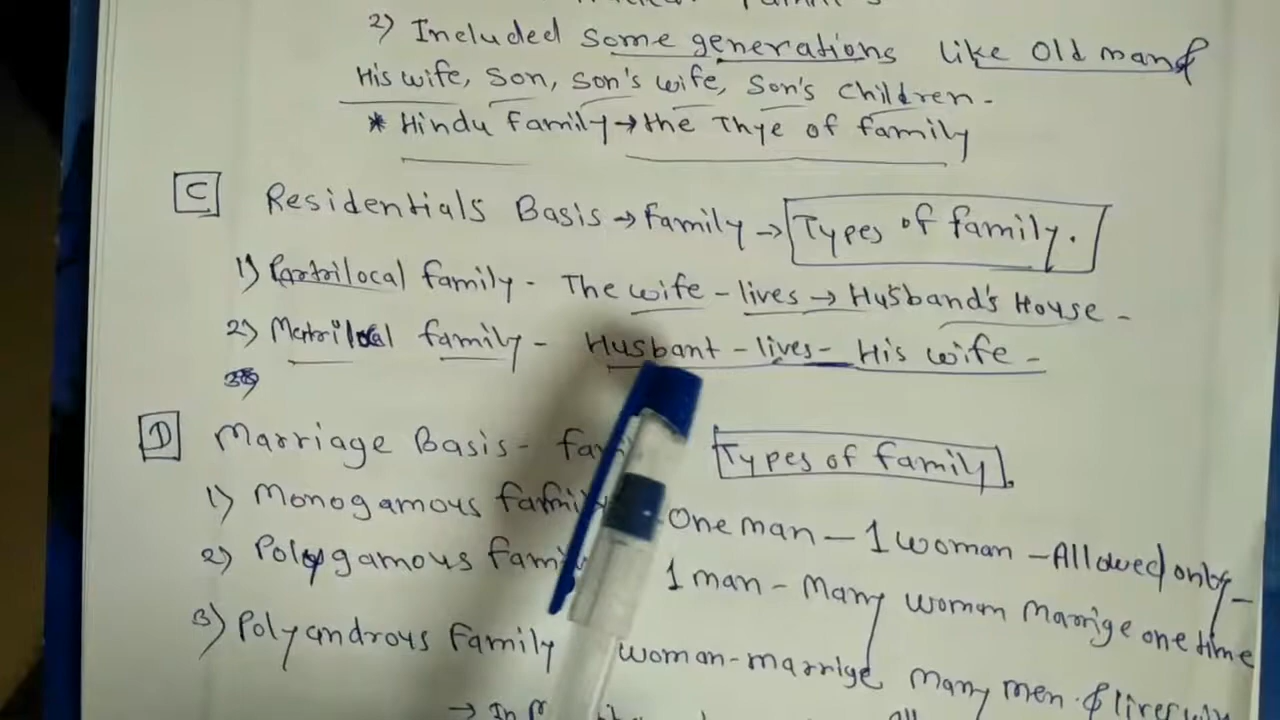 2) Included some generations like old man &
His wife, Son, Son's wife, Son's children -
* Hindu family → the Thye of family
C Residentials Basis → family → Types of family.
1) Partrilocal family - The wife - lives → Husband's House -
2) Matrilocal family - Husbant - lives - His wife -
D Marriage Basis - Types of family.
1) Monogamous family One man - 1 woman - Allowed only -
2) Polygamous fami 1 man - Many woman Marrige one time
3) Polyandrous family woman - marrige many men & lives